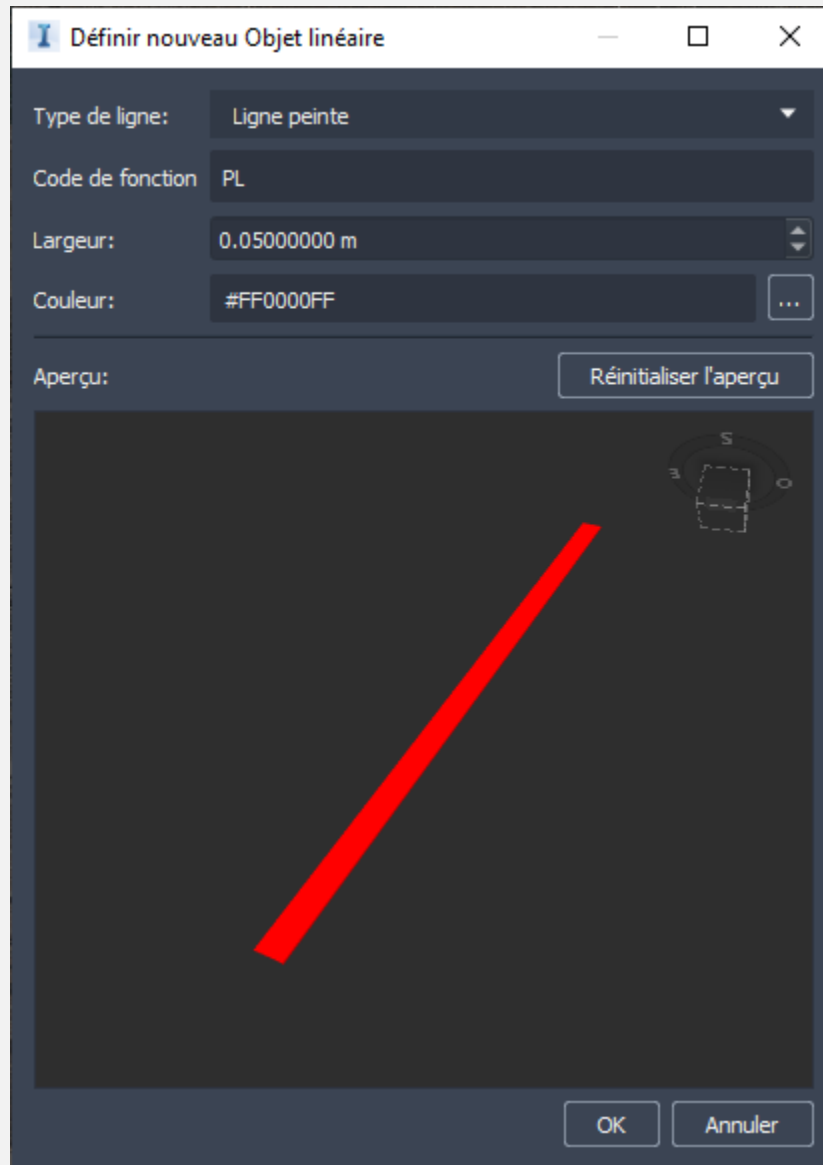 Définir nouveau Objet linéaire
Type de ligne: Ligne peinte
Code de fonction PL
Largeur: 0.05000000 m
Couleur: #FF0000FF ...
Aperçu: Réinitialiser l'aperçu
S
E O
OK Annuler